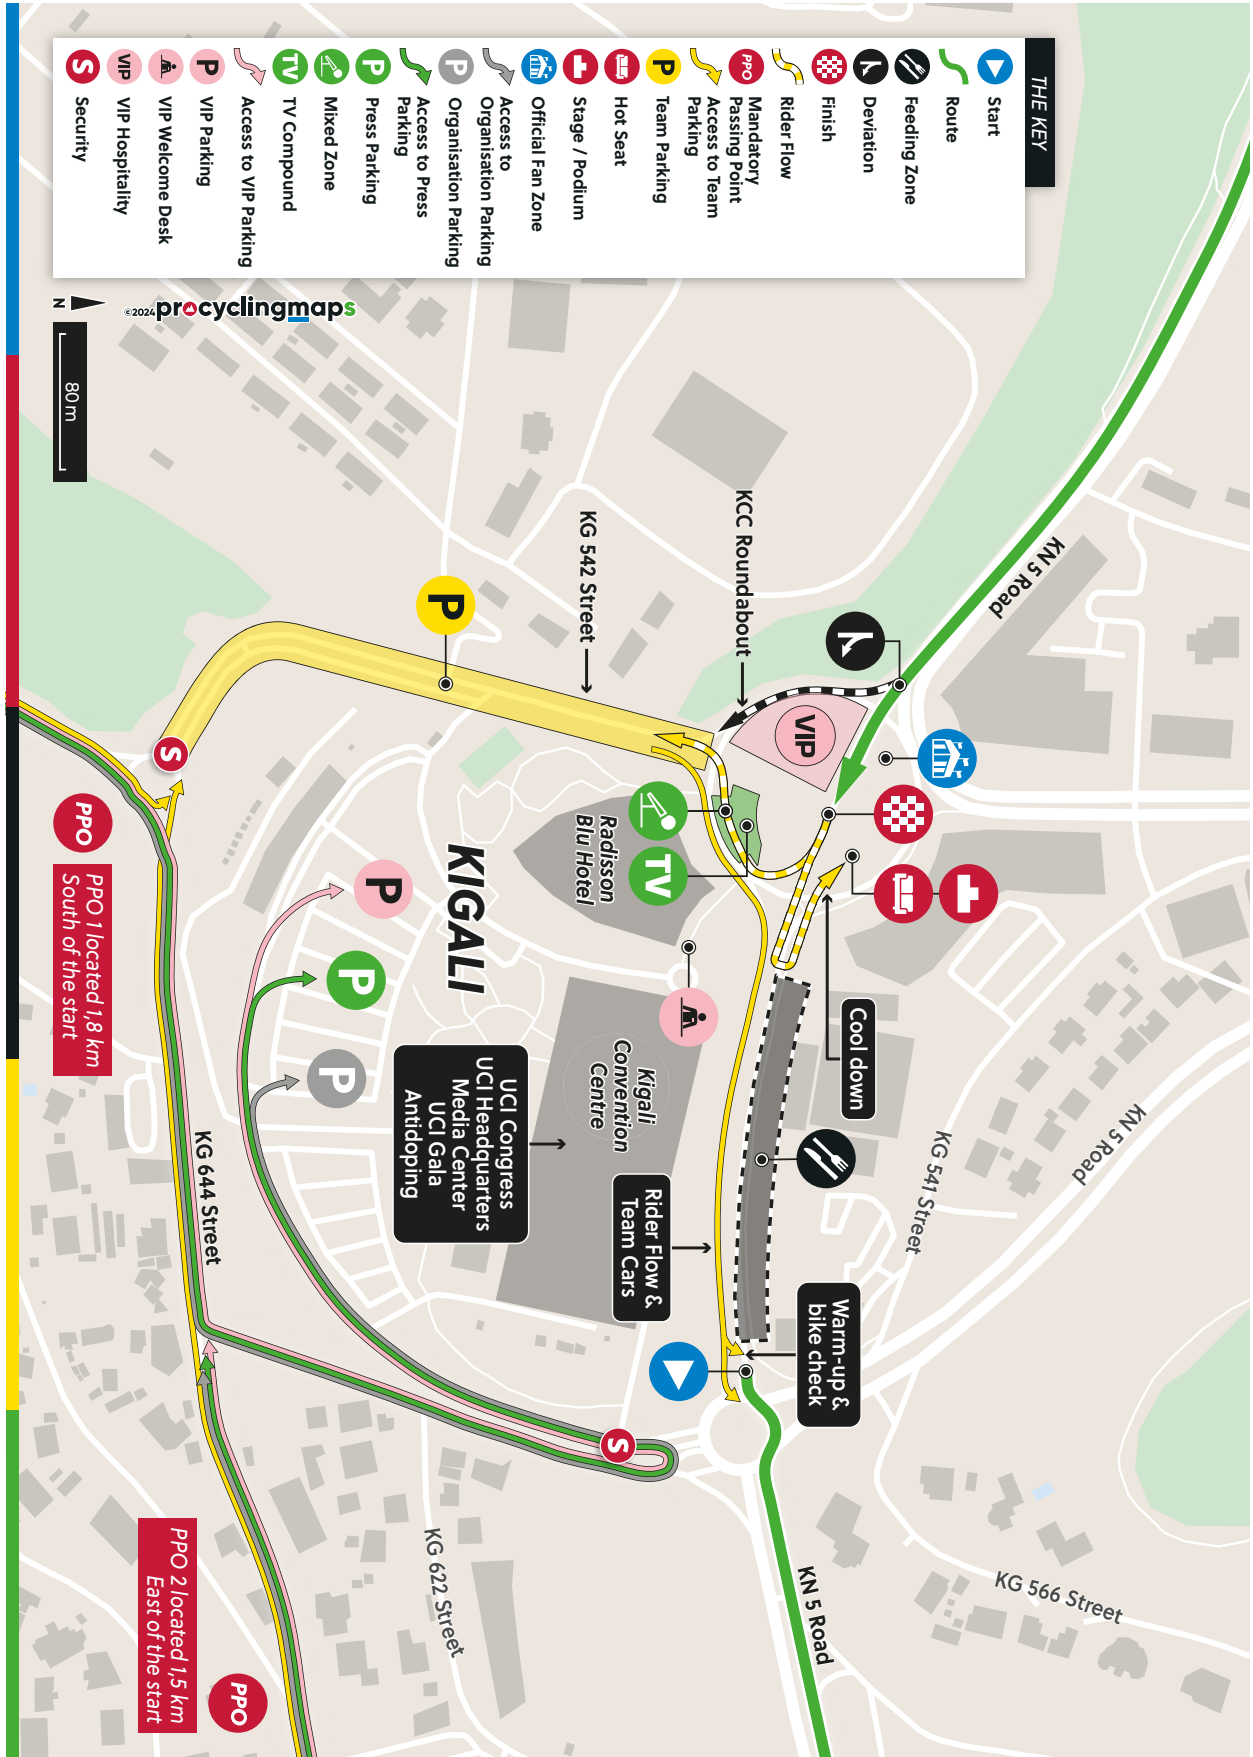 THE KEY
Start
Route
Feeding Zone
Deviation
Finish
Rider Flow
PPO
Mandatory
Passing Point
Access to Team
Parking
P
Team Parking
Hot Seat
Stage / Podium
Official Fan Zone
Access to
Organisation Parking
P
Organisation Parking
Access to Press
Parking
P
Press Parking
Mixed Zone
TV
TV Compound
Access to VIP Parking
P
VIP Parking
VIP Welcome Desk
VIP
VIP Hospitality
S
Security
N
©2024 procyclingmaps
80 m
KN 5 Road
KCC Roundabout
KG 542 Street
P
VIP
S
TV
Radisson
Blu Hotel
KIGALI
P
P
P
PPO
PPO 1 located 1,8 km
South of the start
Cool down
Kigali
Convention
Centre
UCI Congress
UCI Headquarters
Media Center
UCI Gala
Antidoping
Rider Flow &
Team Cars
Warm-up &
bike check
KG 541 Street
KN 5 Road
KG 644 Street
S
KG 622 Street
KN 5 Road
KG 566 Street
PPO 2 located 1,5 km
East of the start
PPO